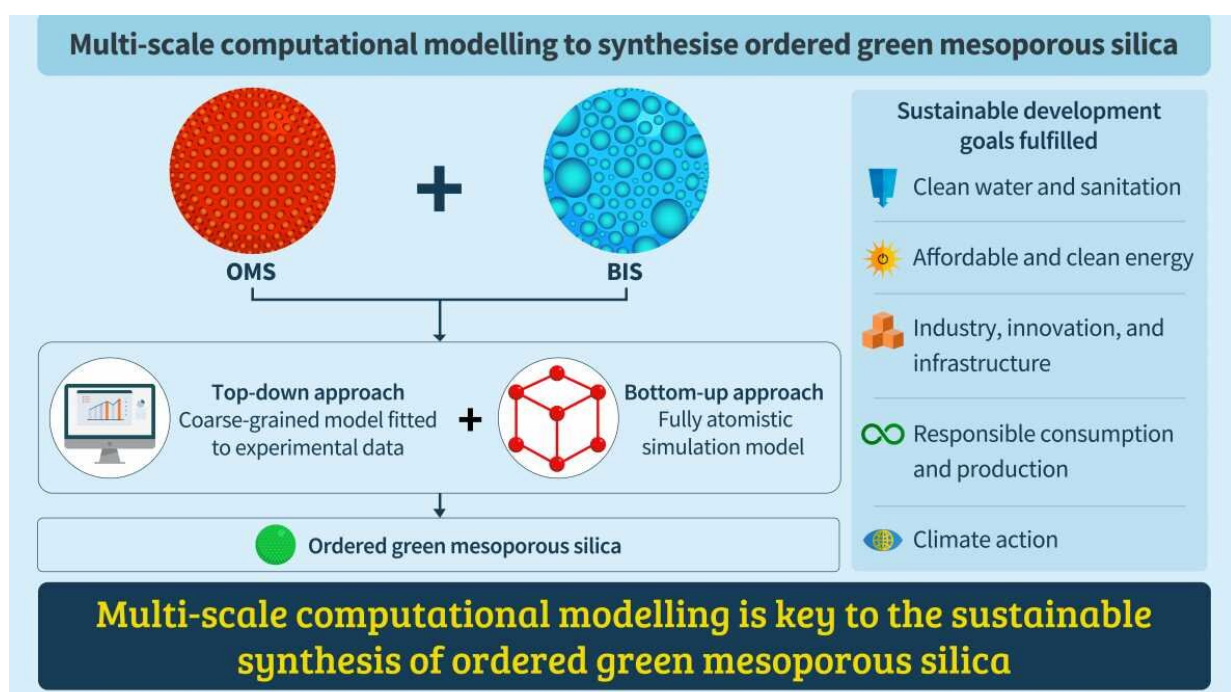 Multi-scale computational modelling to synthesise ordered green mesoporous silica
OMS
+
BIS
Top-down approach
Coarse-grained model fitted
to experimental data
+
Bottom-up approach
Fully atomistic
simulation model
Ordered green mesoporous silica
Sustainable development
goals fulfilled
Clean water and sanitation
Affordable and clean energy
Industry, innovation, and
infrastructure
Responsible consumption
and production
Climate action
Multi-scale computational modelling is key to the sustainable
synthesis of ordered green mesoporous silica